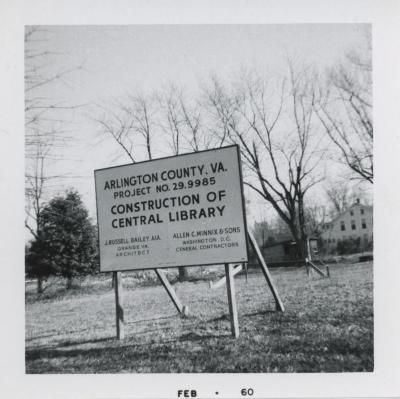 ARLINGTON COUNTY, VA.
PROJECT NO. 29.9985
CONSTRUCTION OF
CENTRAL LIBRARY
J. RUSSELL BAILEY, A.I.A.
ORANGE VA.
ARCHITECT
ALLEN C. MINNIX & SONS
WASHINGTON D.C.
GENERAL CONTRACTORS
FEB • 60